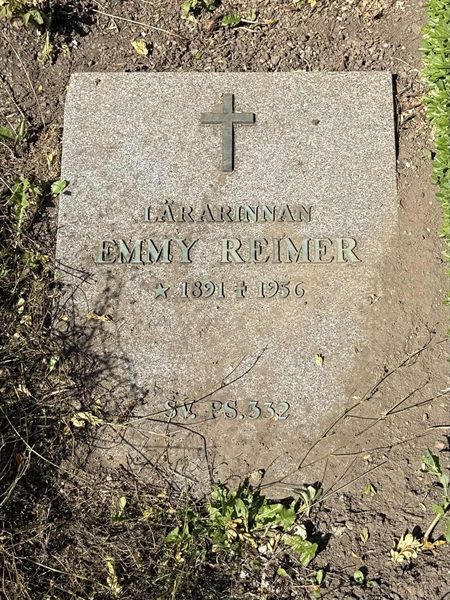 LÄRARINNAN
EMMY REIMER
★ 1891 ✝ 1956
SV. PS. 332